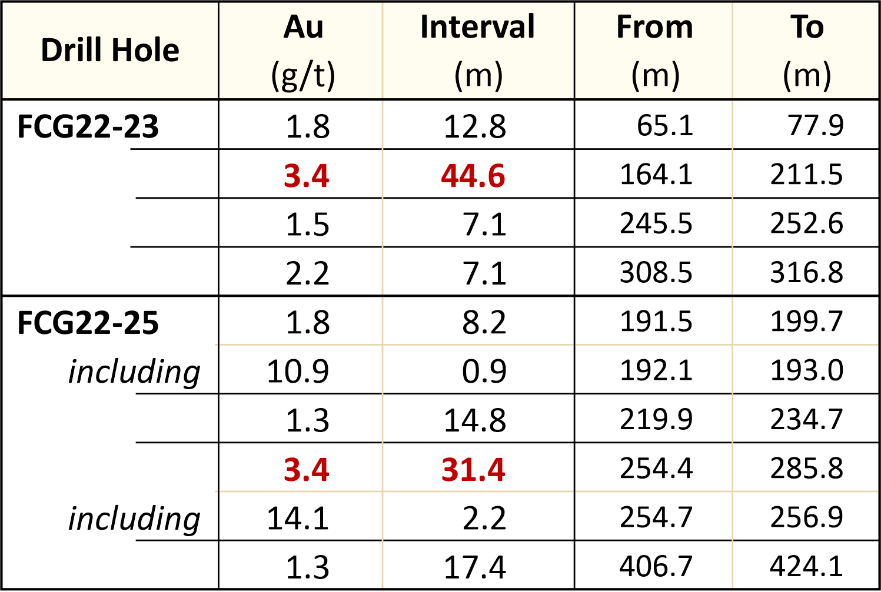 Drill Hole Au Interval From To
(g/t) (m) (m) (m)
FCG22-23 1.8 12.8 65.1 77.9
3.4 44.6 164.1 211.5
1.5 7.1 245.5 252.6
2.2 7.1 308.5 316.8
FCG22-25 1.8 8.2 191.5 199.7
including 10.9 0.9 192.1 193.0
1.3 14.8 219.9 234.7
3.4 31.4 254.4 285.8
including 14.1 2.2 254.7 256.9
1.3 17.4 406.7 424.1